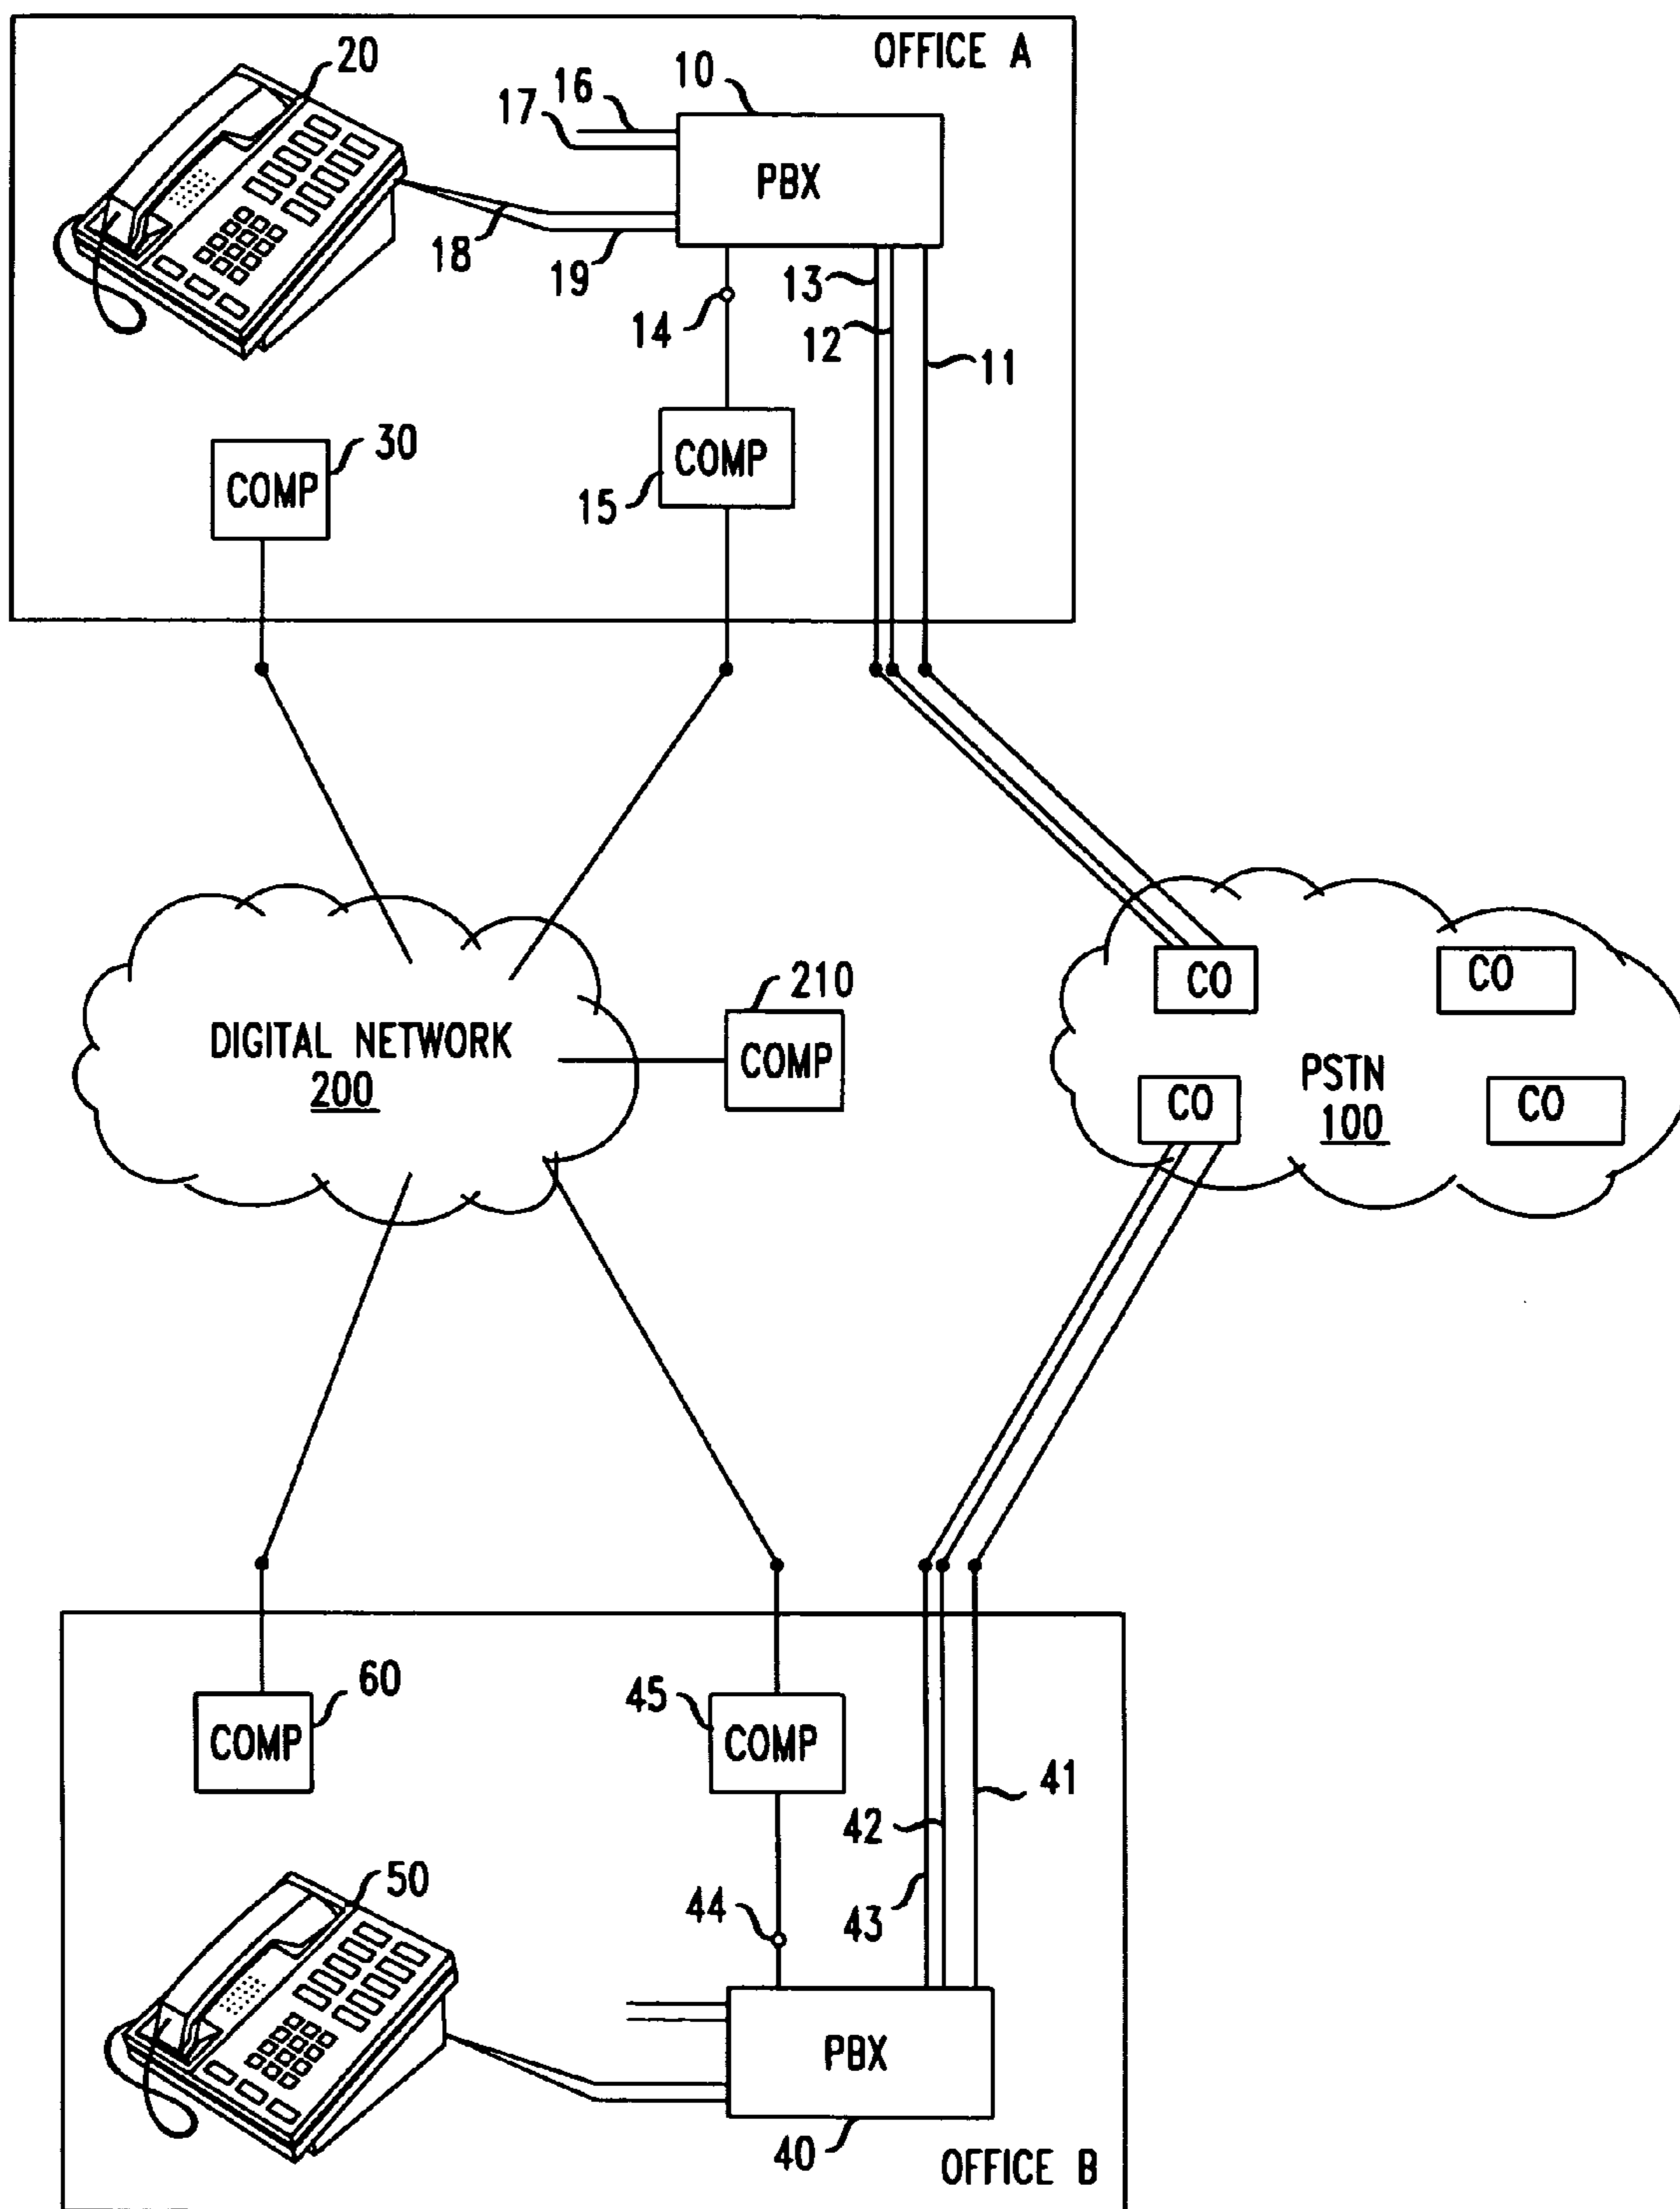 OFFICE A
20
10
16
17
PBX
18
19
13
14
12
11
30
COMP
15
COMP
CO
CO
210
DIGITAL NETWORK
200
COMP
PSTN
100
CO
CO
60
45
COMP
COMP
41
42
50
44
43
PBX
40
OFFICE B